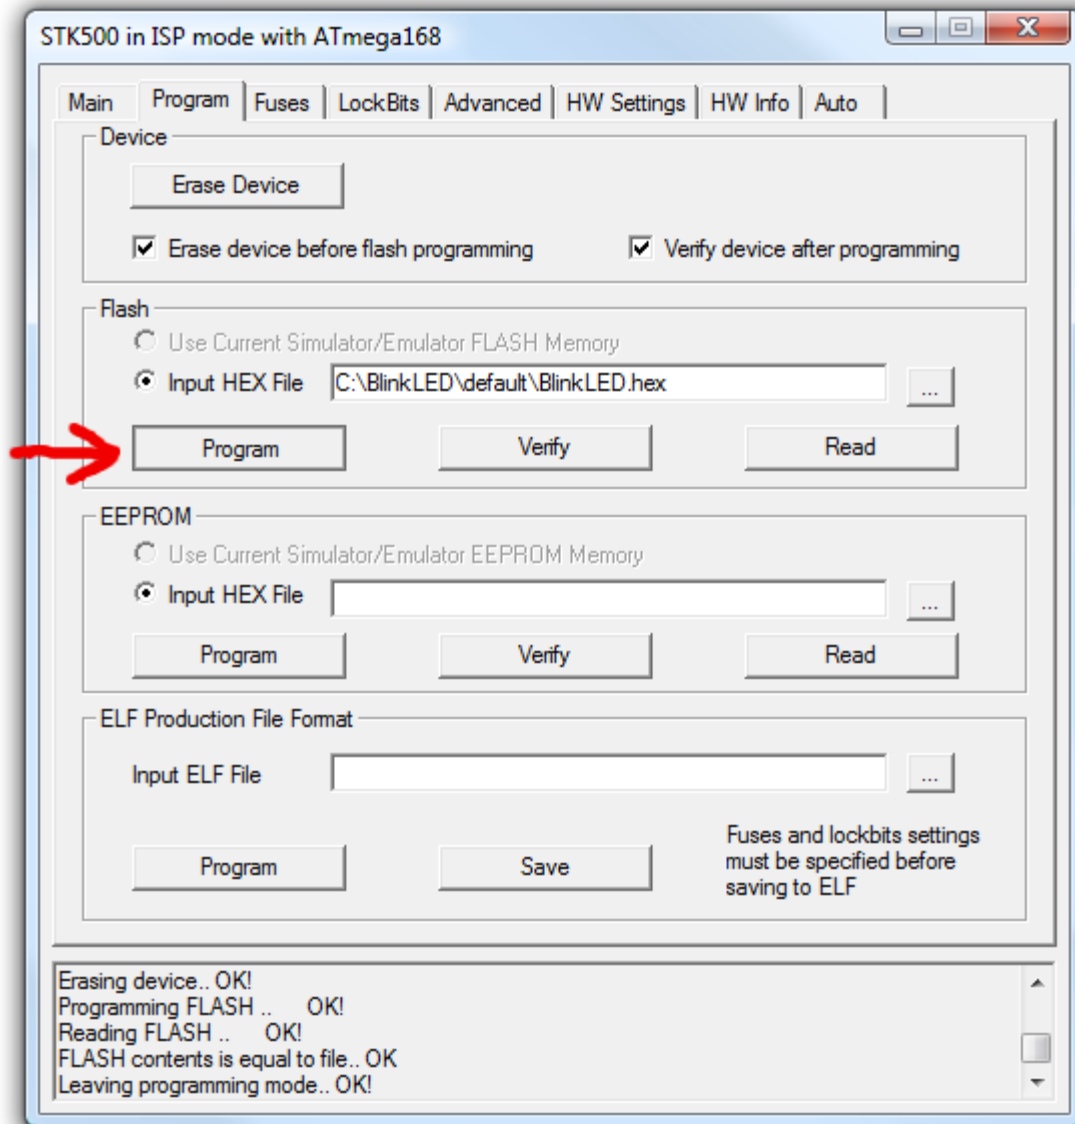 STK500 in ISP mode with ATmega168
Main Program Fuses LockBits Advanced HW Settings HW Info Auto
Device
Erase Device
Erase device before flash programming Verify device after programming
Flash
Use Current Simulator/Emulator FLASH Memory
Input HEX File C:\BlinkLED\default\BlinkLED.hex ...
Program Verify Read
EEPROM
Use Current Simulator/Emulator EEPROM Memory
Input HEX File ...
Program Verify Read
ELF Production File Format
Input ELF File ...
Program Save
Fuses and lockbits settings
must be specified before
saving to ELF
Erasing device.. OK!
Programming FLASH .. OK!
Reading FLASH .. OK!
FLASH contents is equal to file.. OK
Leaving programming mode.. OK!